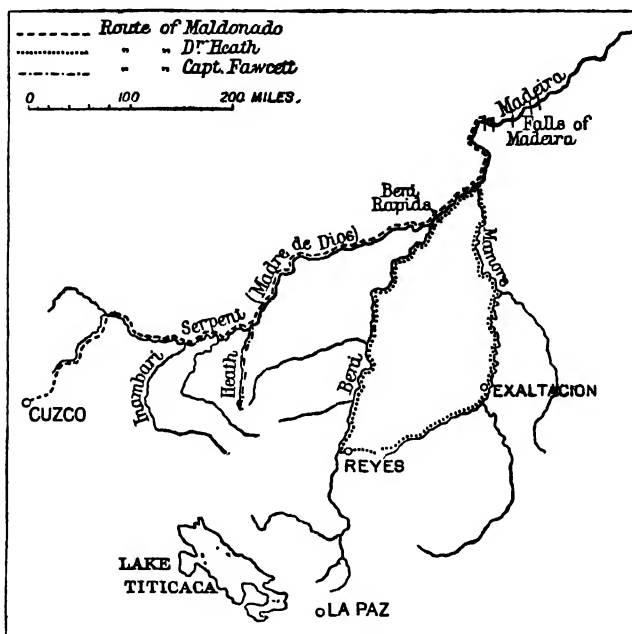 Route of Maldonado
" " Dr. Heath
" " Capt. Fawcett
0 100 200 MILES.
Madeira
Falls of
Madeira
Beni
Rapids
Mamore
Serpent (Madre de Dios)
Inambari
Heath
Beni
CUZCO
EXALTACION
REYES
LAKE
TITICACA
LA PAZ